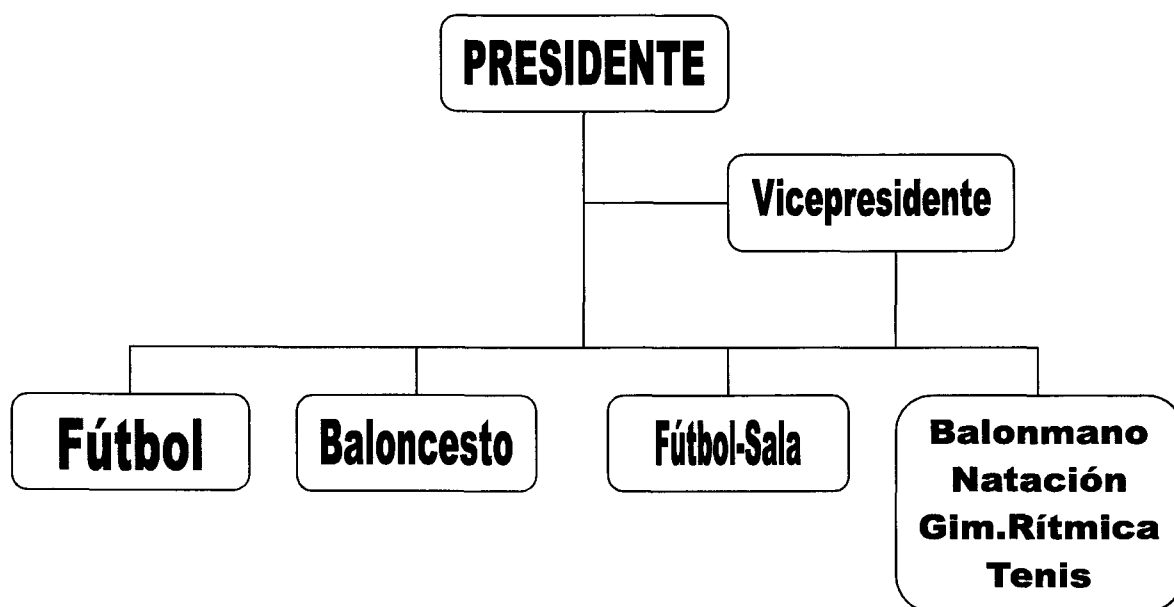 PRESIDENTE
Vicepresidente
Fútbol
Baloncesto
Fútbol-Sala
Balonmano
Natación
Gim.Rítmica
Tenis